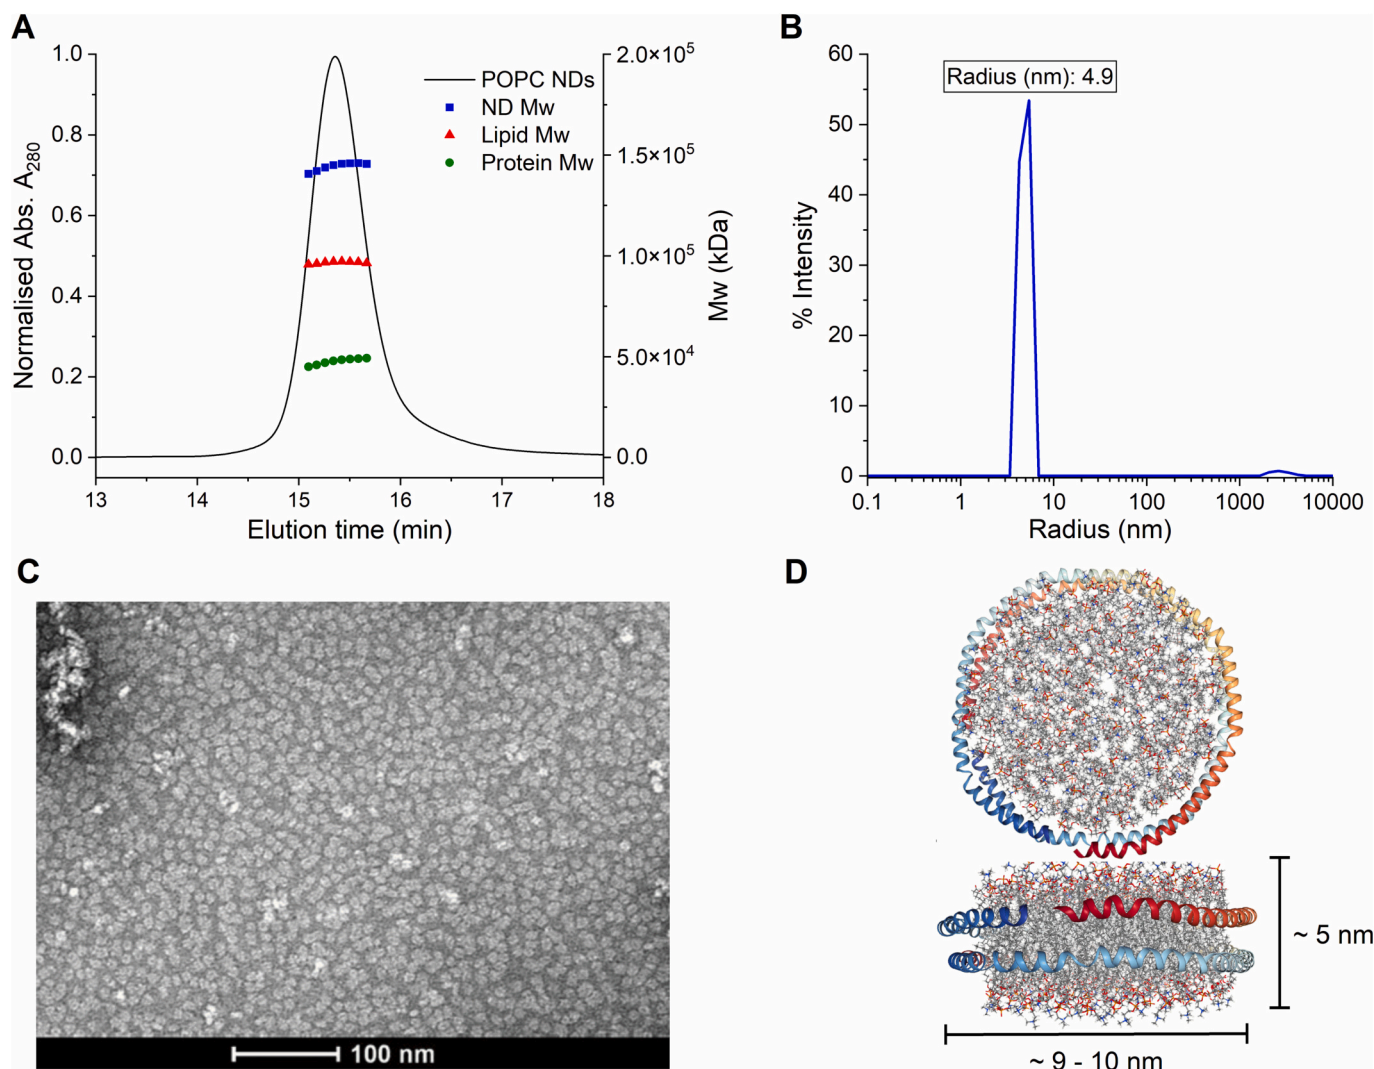 A
1.0
0.8
0.6
0.4
0.2
0.0
Normalised Abs. A280
13 14 15 16 17 18
Elution time (min)
2.0×10^5
1.5×10^5
1.0×10^5
5.0×10^4
0.0
Mw (kDa)
POPC NDs
ND Mw
Lipid Mw
Protein Mw
B
60
50
40
30
20
10
0
% Intensity
Radius (nm): 4.9
0.1 1 10 100 1000 10000
Radius (nm)
C
100 nm
D
~ 5 nm
~ 9 - 10 nm